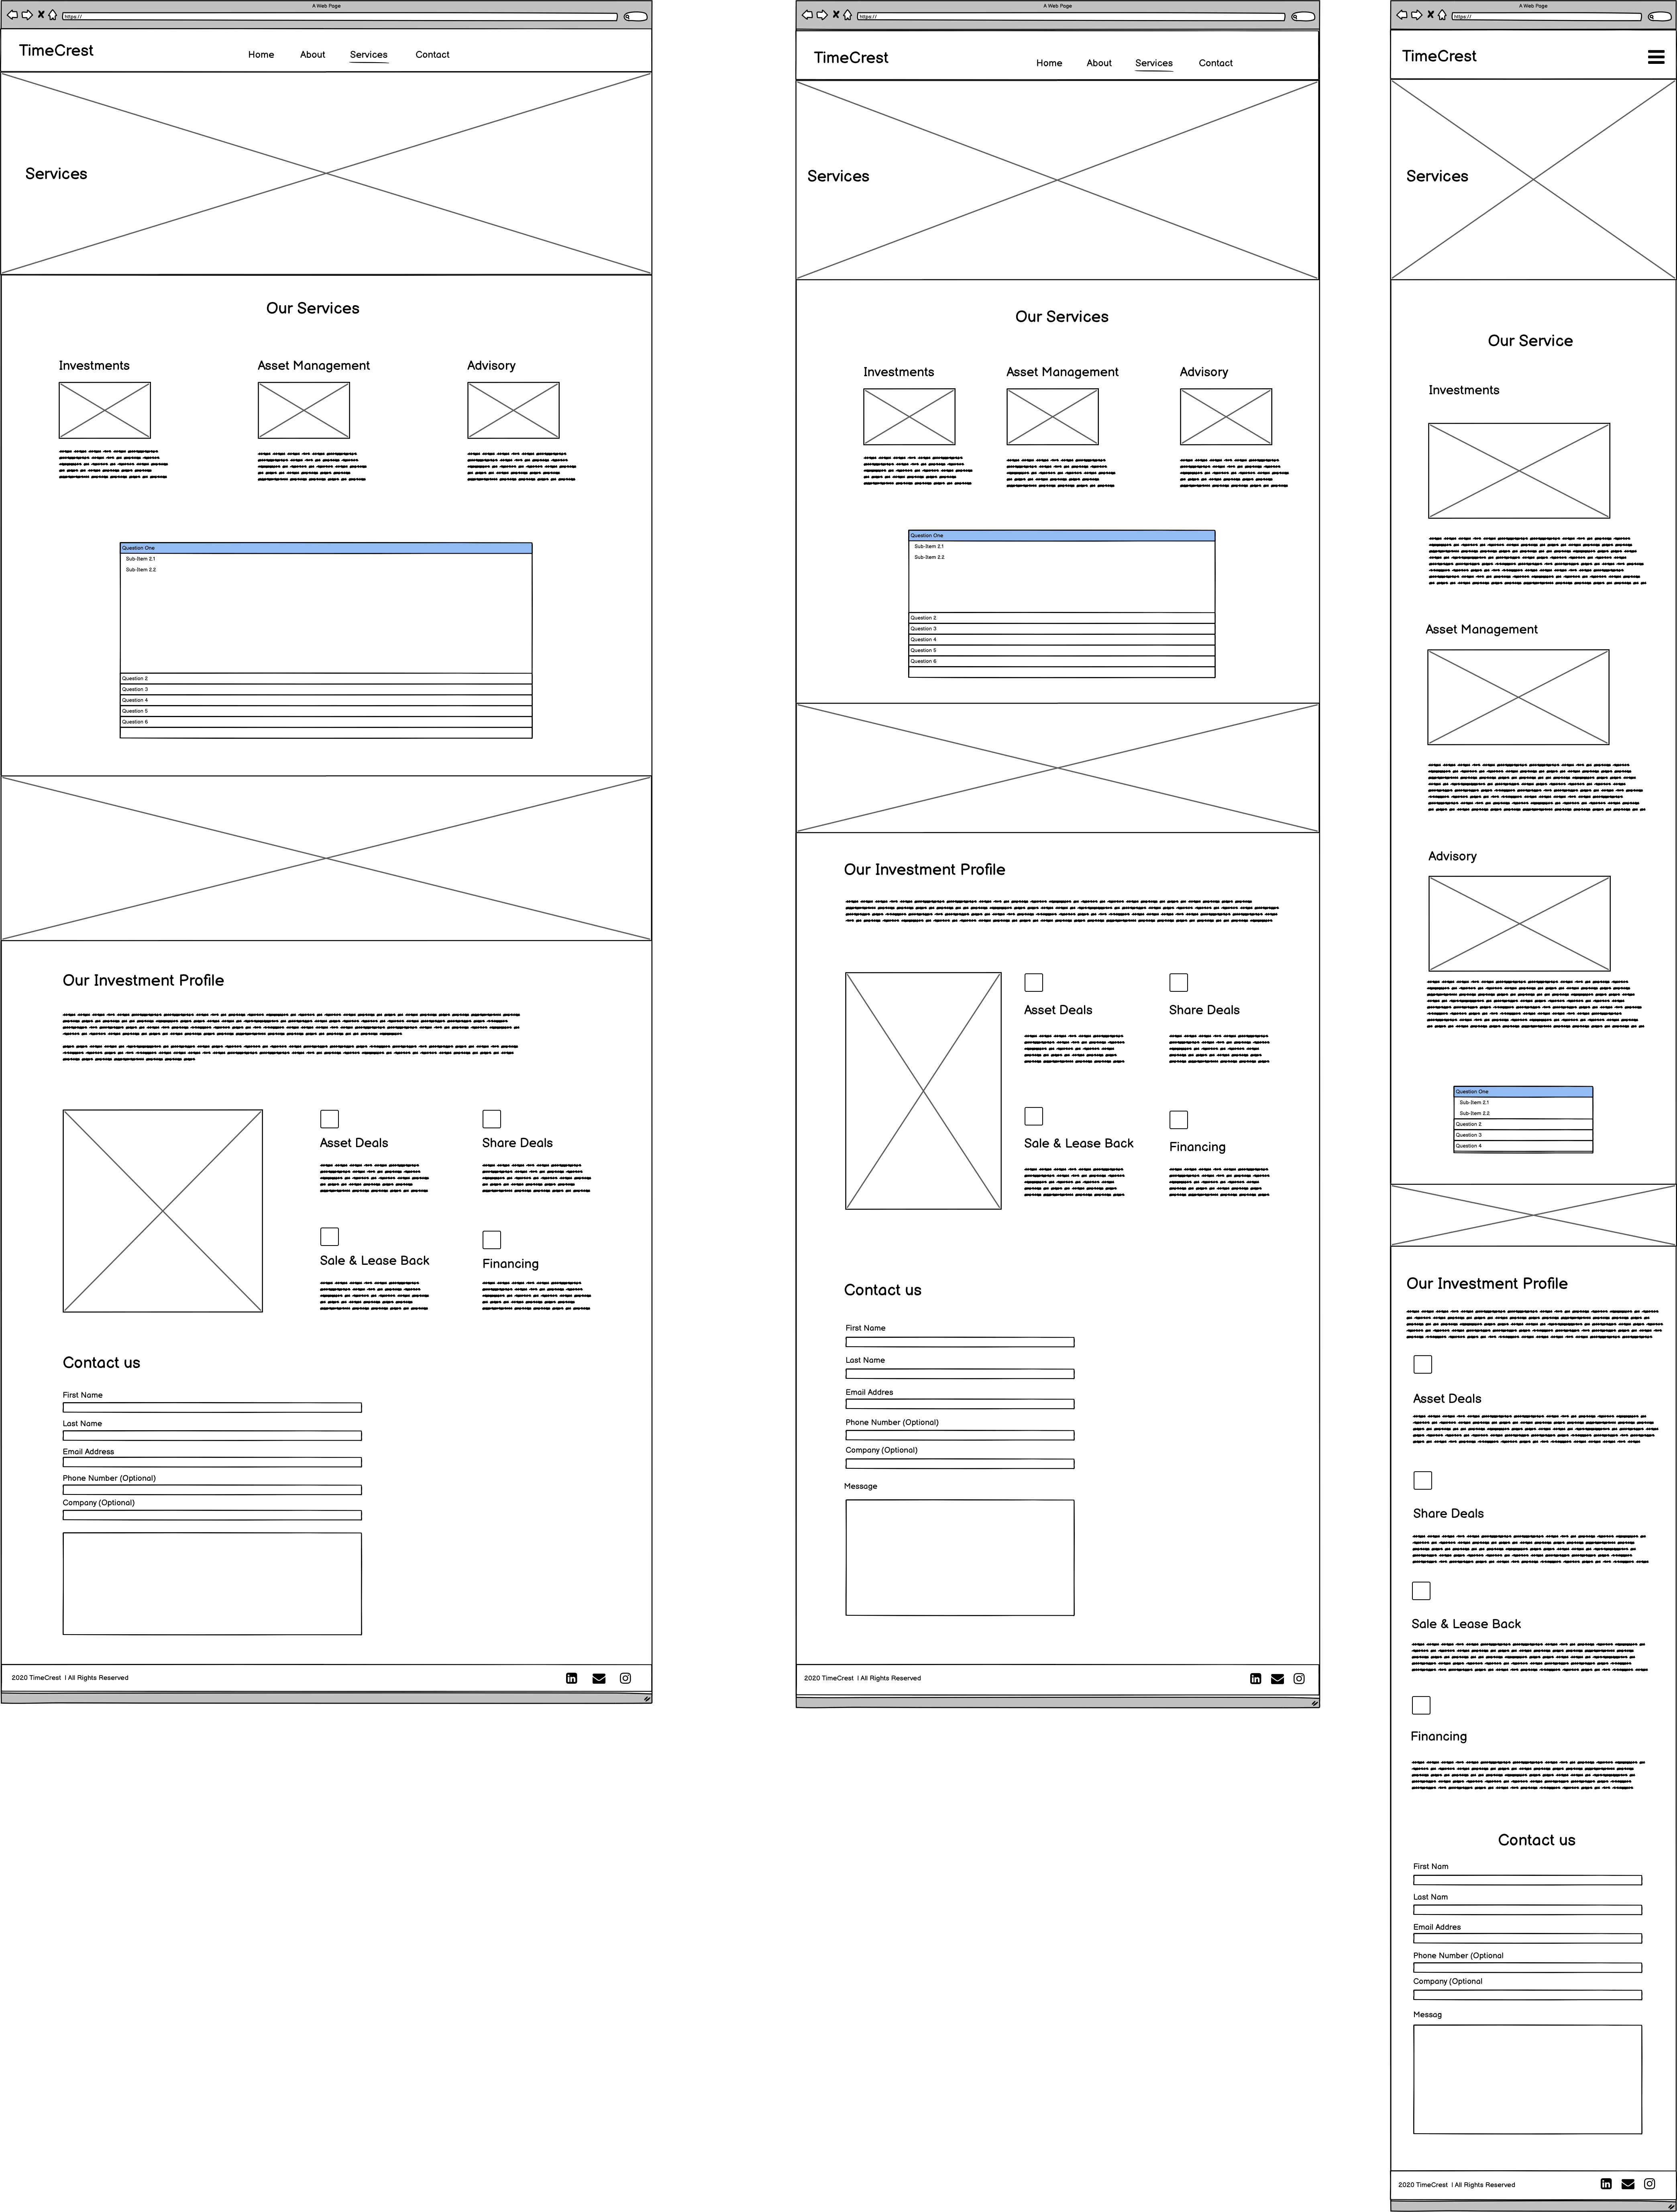 A Web Page
https://
TimeCrest
Home About Services Contact
Services
Our Services
Investments Asset Management Advisory
Question One
Sub-Item 2.1
Sub-Item 2.2
Question 2
Question 3
Question 4
Question 5
Question 6
Our Investment Profile
Asset Deals Share Deals
Sale & Lease Back Financing
Contact us
First Name
Last Name
Email Address
Phone Number (Optional)
Company (Optional)
2020 TimeCrest | All Rights Reserved
A Web Page
https://
TimeCrest
Home About Services Contact
Services
Our Services
Investments Asset Management Advisory
Question One
Sub-Item 2.1
Sub-Item 2.2
Question 2
Question 3
Question 4
Question 5
Question 6
Our Investment Profile
Asset Deals Share Deals
Sale & Lease Back Financing
Contact us
First Name
Last Name
Email Addres
Phone Number (Optional)
Company (Optional)
Message
2020 TimeCrest | All Rights Reserved
A Web Page
https://
TimeCrest
Services
Our Service
Investments
Asset Management
Advisory
Question One
Sub-Item 2.1
Sub-Item 2.2
Question 2
Question 3
Question 4
Our Investment Profile
Asset Deals
Share Deals
Sale & Lease Back
Financing
Contact us
First Nam
Last Nam
Email Addres
Phone Number (Optional
Company (Optional
Messag
2020 TimeCrest | All Rights Reserved